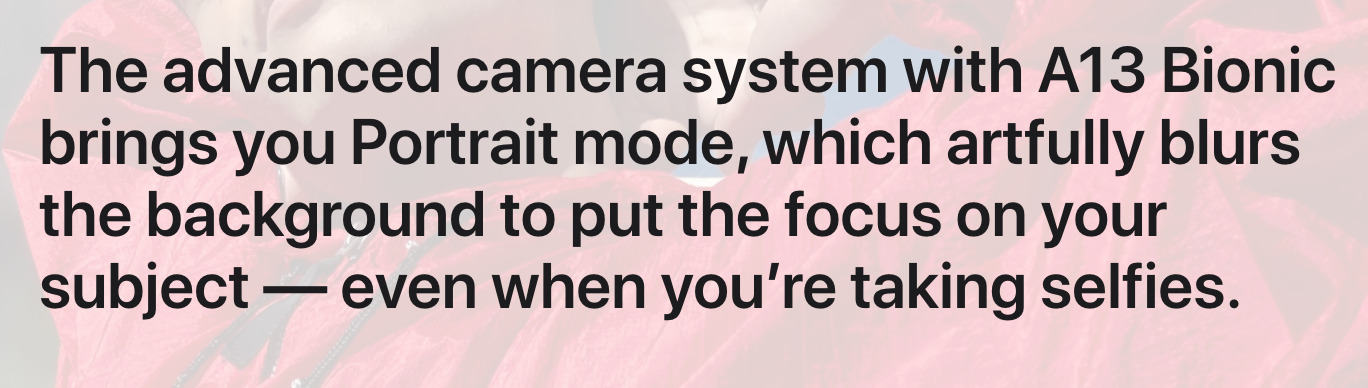 The advanced camera system with A13 Bionic
brings you Portrait mode, which artfully blurs
the background to put the focus on your
subject — even when you’re taking selfies.